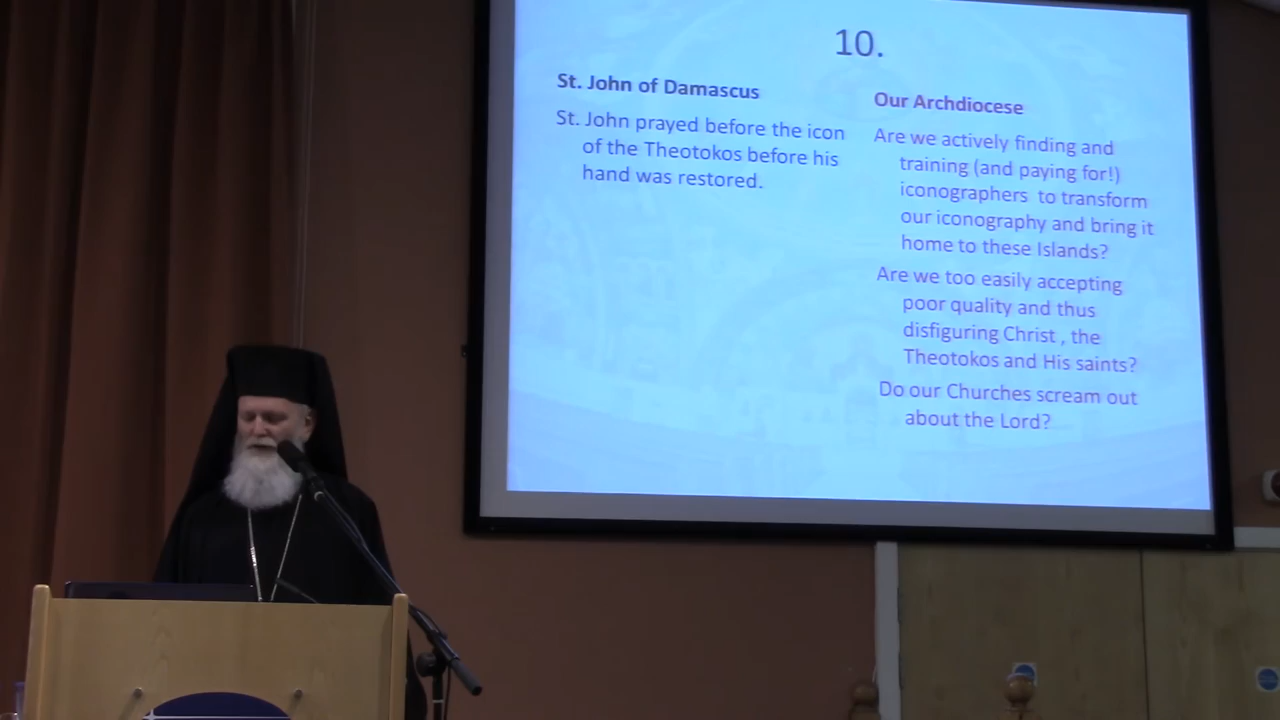 10.
St. John of Damascus
St. John prayed before the icon
of the Theotokos before his
hand was restored.
Our Archdiocese
Are we actively finding and
training (and paying for!)
iconographers  to transform
our iconography and bring it
home to these Islands?
Are we too easily accepting
poor quality and thus
disfiguring Christ , the
Theotokos and His saints?
Do our Churches scream out
about the Lord?